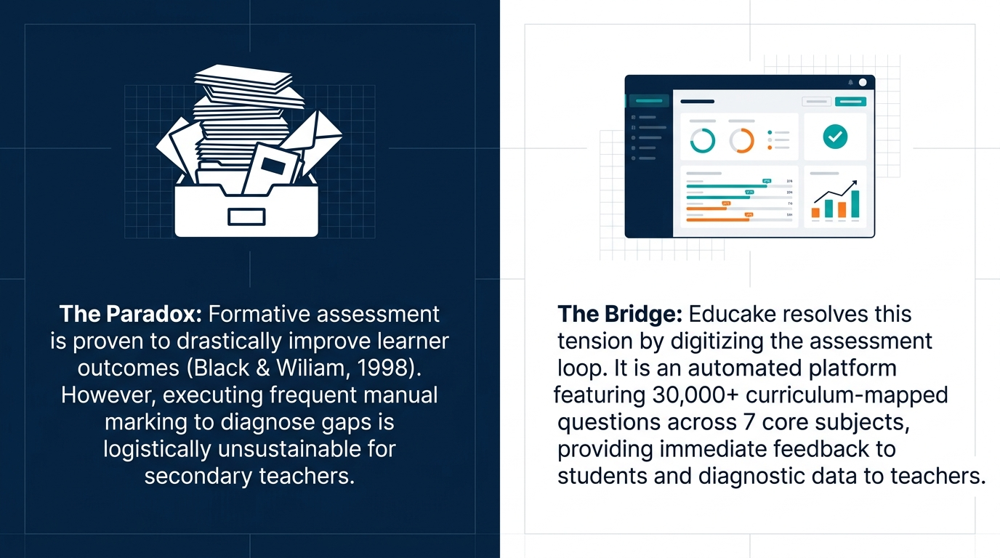 The Paradox: Formative assessment
is proven to drastically improve learner
outcomes (Black & Wiliam, 1998).
However, executing frequent manual
marking to diagnose gaps is
logistically unsustainable for
secondary teachers.
The Bridge: Educake resolves this
tension by digitizing the assessment
loop. It is an automated platform
featuring 30,000+ curriculum-mapped
questions across 7 core subjects,
providing immediate feedback to
students and diagnostic data to teachers.